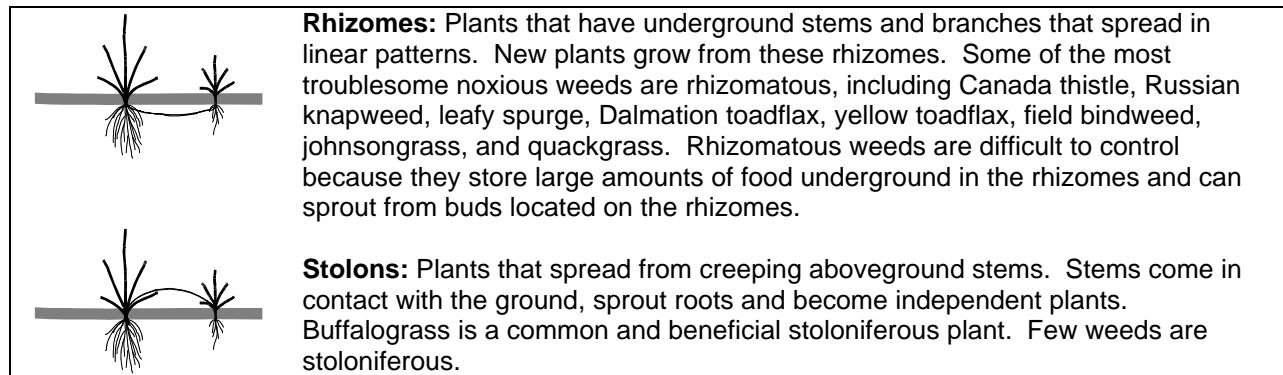 Rhizomes: Plants that have underground stems and branches that spread in
linear patterns.  New plants grow from these rhizomes.  Some of the most
troublesome noxious weeds are rhizomatous, including Canada thistle, Russian
knapweed, leafy spurge, Dalmation toadflax, yellow toadflax, field bindweed,
johnsongrass, and quackgrass.  Rhizomatous weeds are difficult to control
because they store large amounts of food underground in the rhizomes and can
sprout from buds located on the rhizomes.
Stolons: Plants that spread from creeping aboveground stems.  Stems come in
contact with the ground, sprout roots and become independent plants.
Buffalograss is a common and beneficial stoloniferous plant.  Few weeds are
stoloniferous.